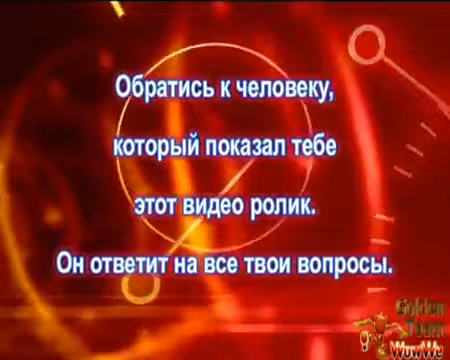 Обратись к человеку,
который показал тебе
этот видео ролик.
Он ответит на все твои вопросы.
Golden
Team
WowWe